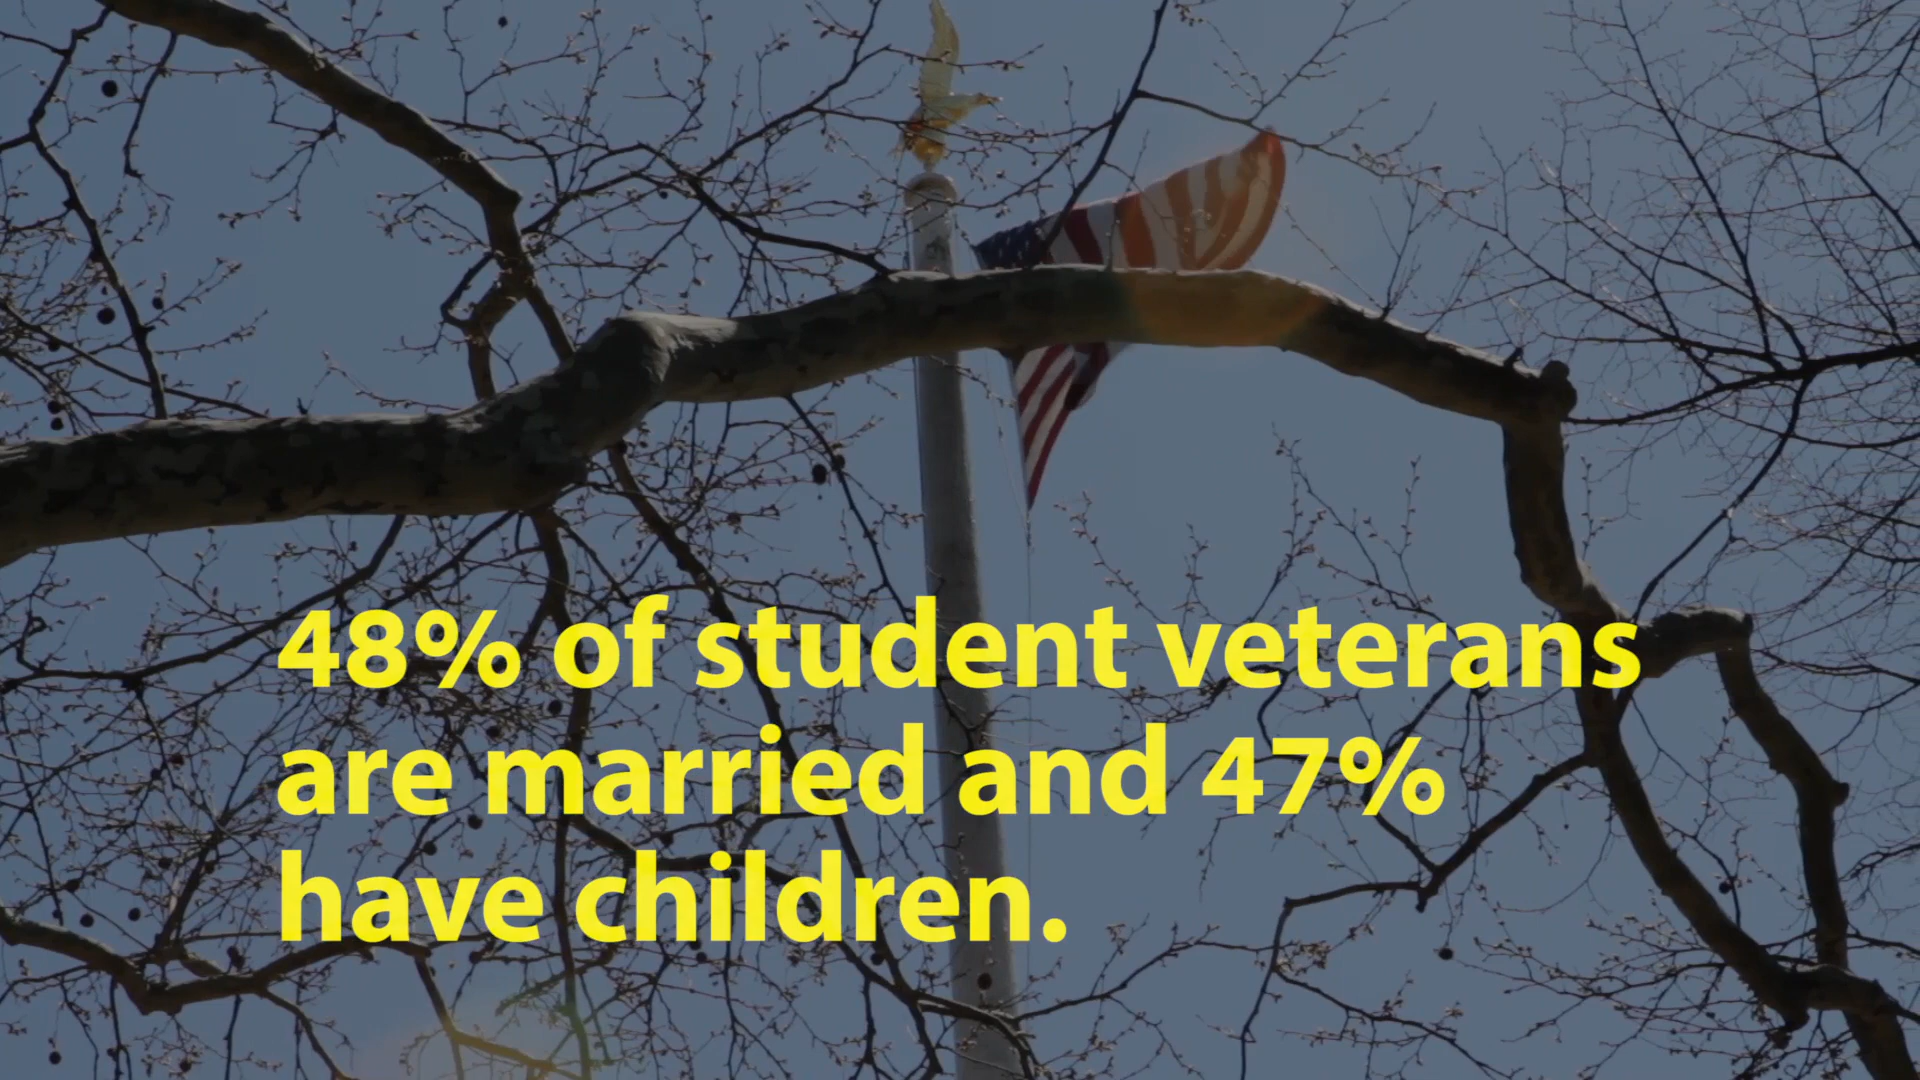 48% of student veterans
are married and 47%
have children.